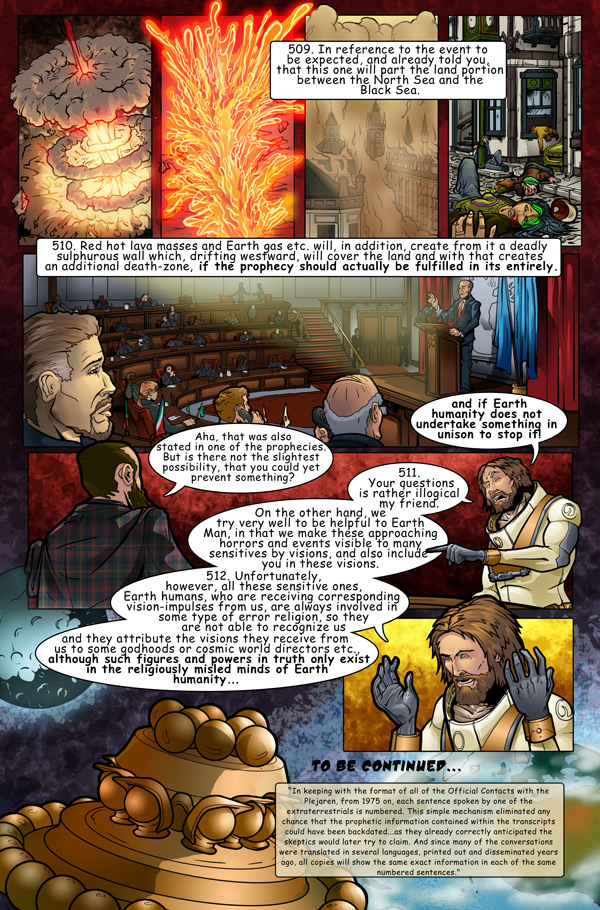 509. In reference to the event to
be expected, and already told you,
that this one will part the land portion
between the North Sea and the
Black Sea.
510. Red hot lava masses and Earth gas etc. will, in addition, create from it a deadly
sulphurous wall which, drifting westward, will cover the land and with that creates
an additional death-zone, if the prophecy should actually be fulfilled in its entirely.
and if Earth
humanity does not
undertake something in
unison to stop it!
Aha, that was also
stated in one of the prophecies.
But is there not the slightest
possibility, that you could yet
prevent something?
511.
Your questions
is rather illogical
my friend.
On the other hand, we
try very well to be helpful to Earth
Man, in that we make these approaching
horrors and events visible to many
sensitives by visions, and also include
you in these visions.
512. Unfortunately,
however, all these sensitive ones,
Earth humans, who are receiving corresponding
vision-impulses from us, are always involved in
some type of error religion, so they
are not able to recognize us
and they attribute the visions they receive from
us to some godhoods or cosmic world directors etc.,
although such figures and powers in truth only exist
in the religiously misled minds of Earth
humanity...
TO BE CONTINUED...
"In keeping with the format of all of the Official Contacts with the
Plejaren, from 1975 on, each sentence spoken by one of the
extraterrestrials is numbered. This simple mechanism eliminated any
chance that the prophetic information contained within the transcripts
could have been backdated...as they already correctly anticipated the
skeptics would later try to claim. And since many of the conversations
were translated in several languages, printed out and disseminated years
ago, all copies will show the same exact information in each of the same
numbered sentences."